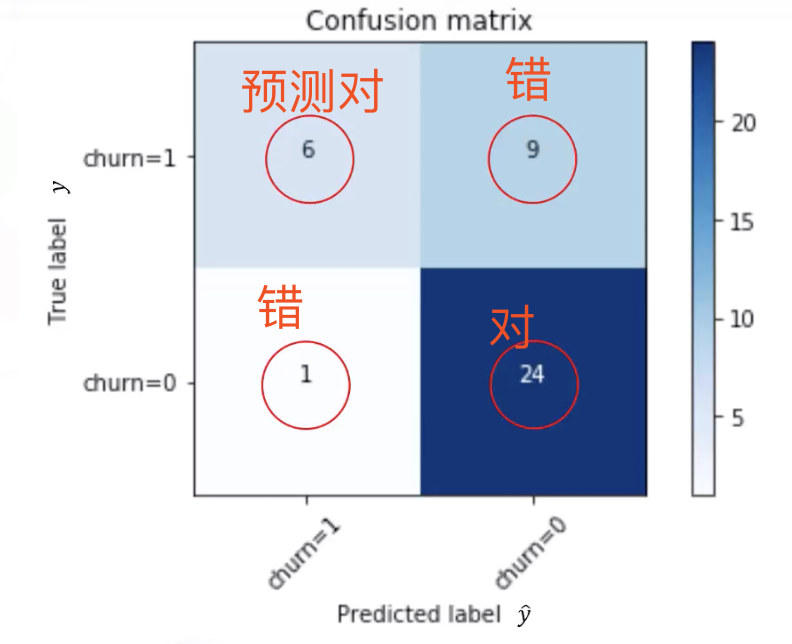 Confusion matrix
预测对 错
churn=1 6 9
错 对
churn=0 1 24
churn=1 churn=0
True label y
Predicted label ŷ
20
15
10
5